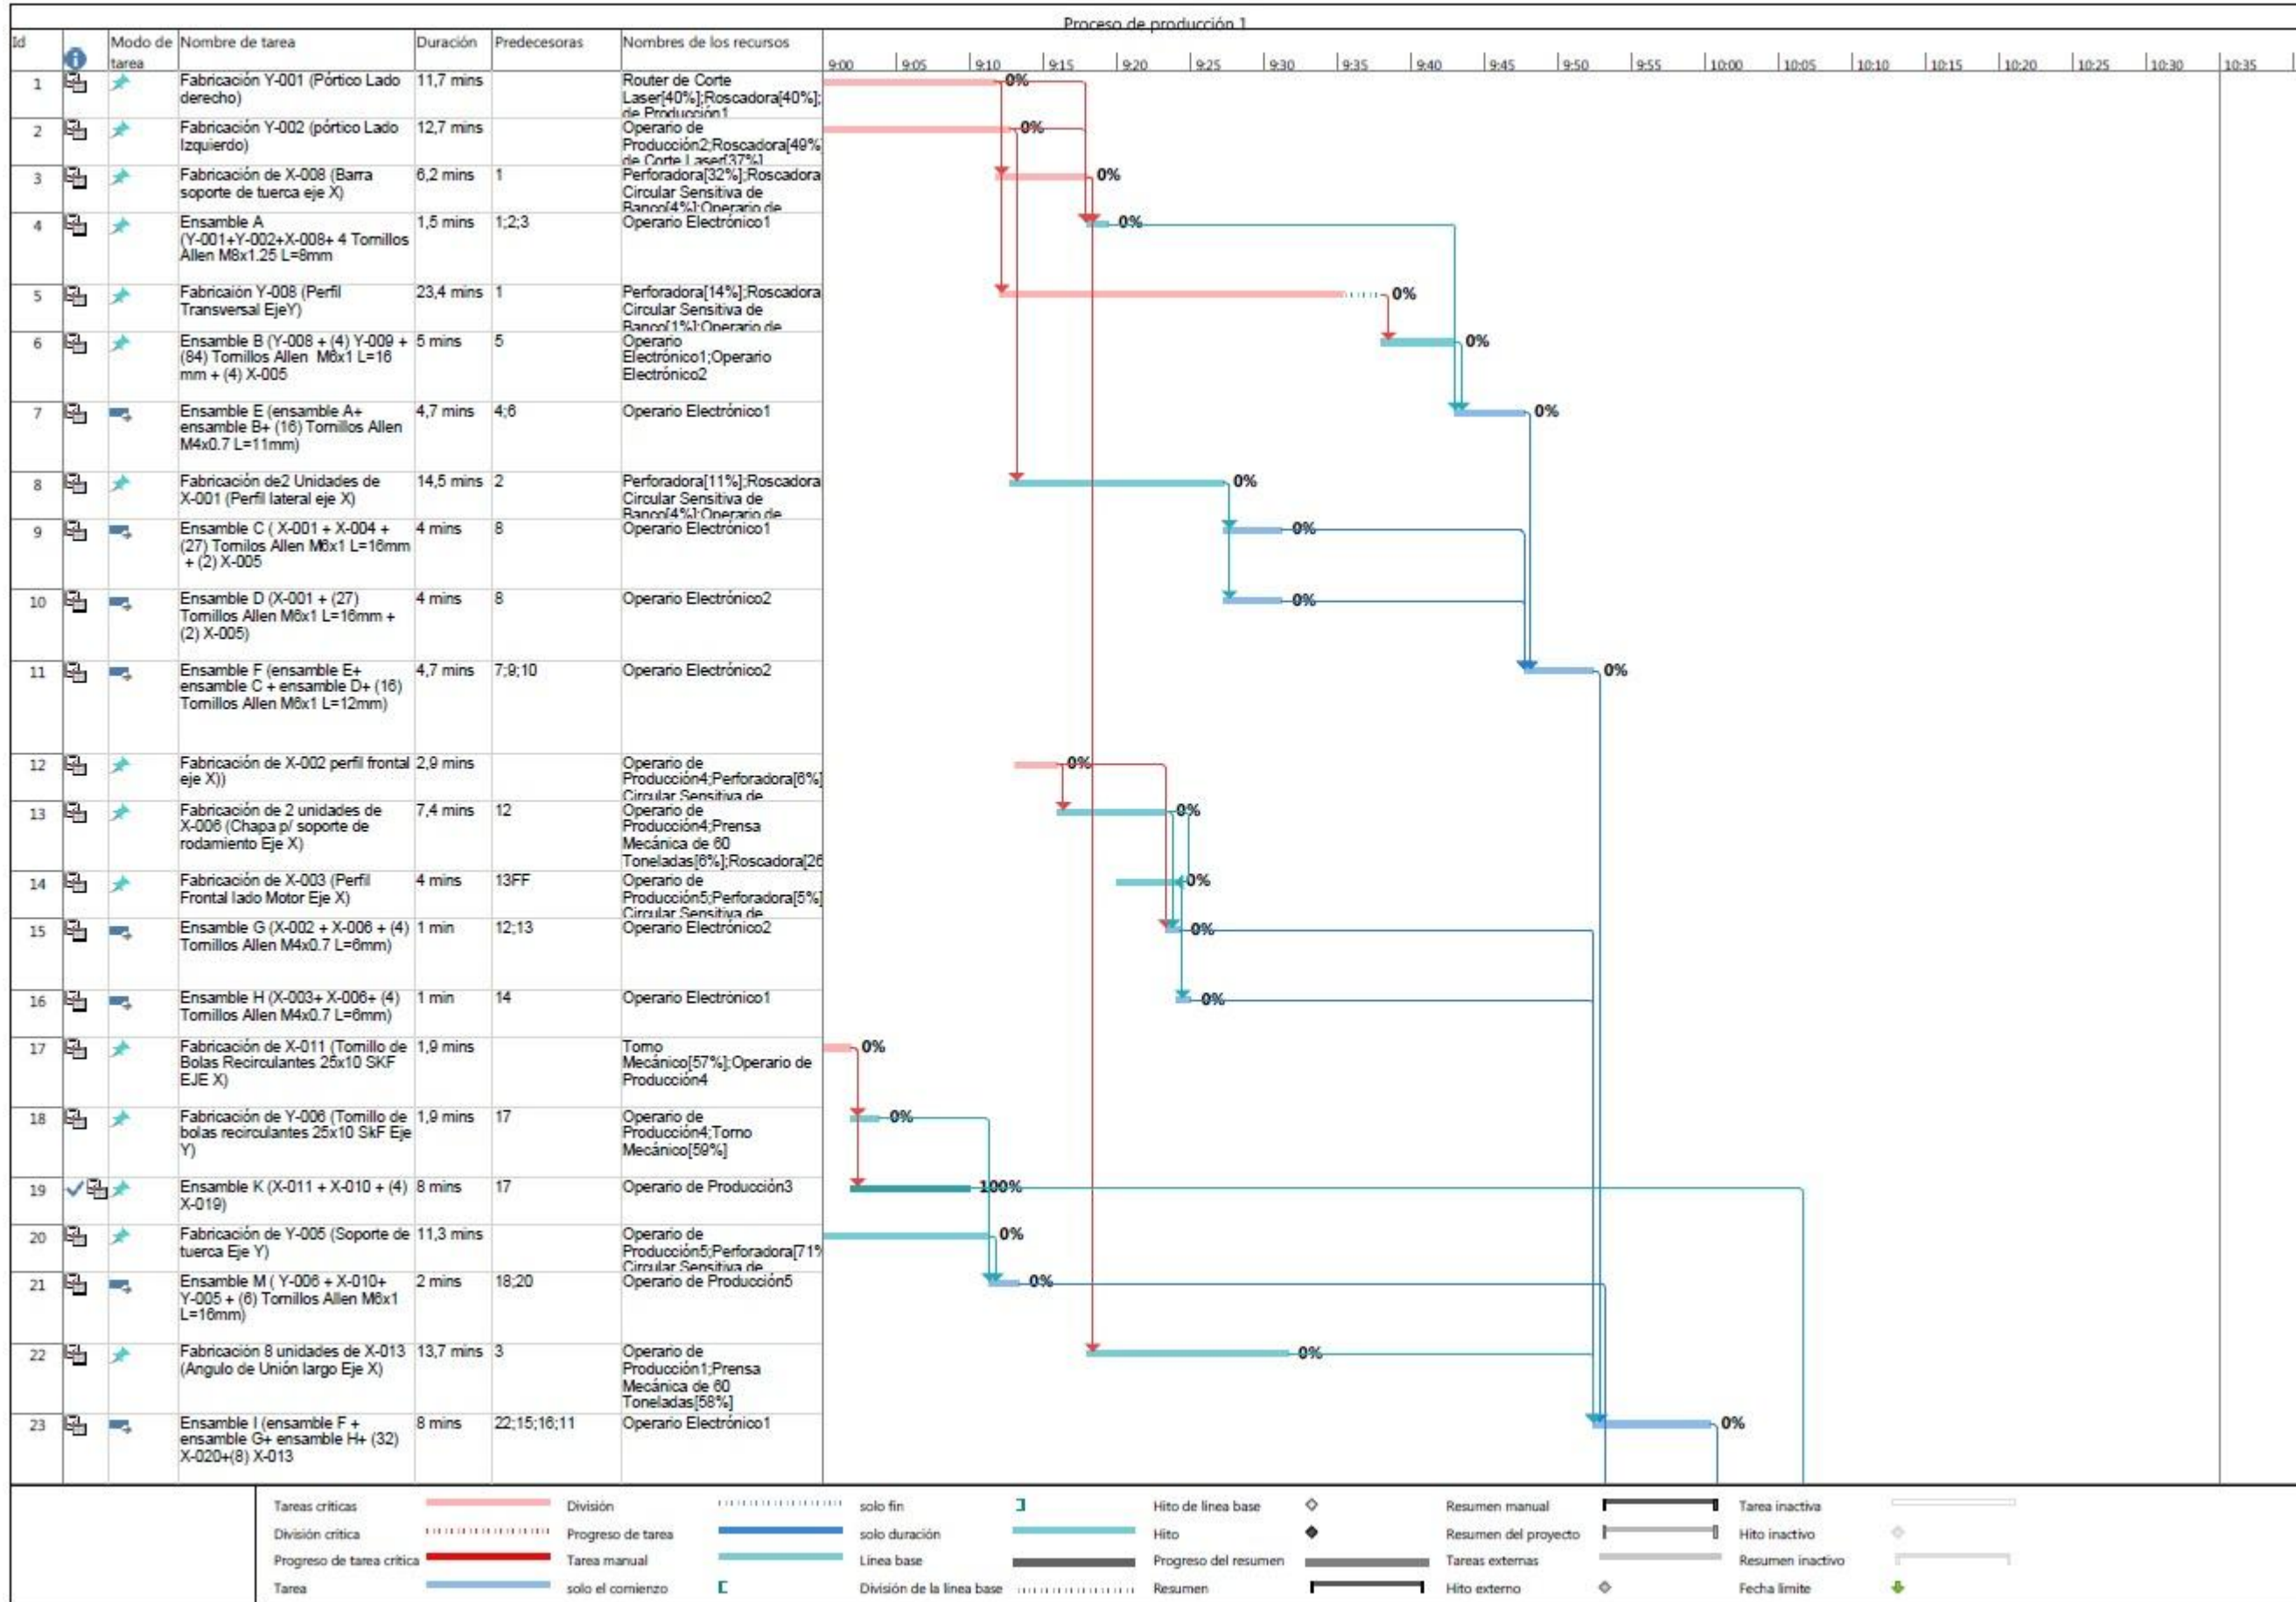 Proceso de producción 1
Id
Modo de tarea
Nombre de tarea
Duración
Predecesoras
Nombres de los recursos
9:00 9:05 9:10 9:15 9:20 9:25 9:30 9:35 9:40 9:45 9:50 9:55 10:00 10:05 10:10 10:15 10:20 10:25 10:30 10:35
1 Fabricación Y-001 (Pórtico Lado 11,7 mins Router de Corte 0%
derecho) Laser[40%];Roscadora[40%];
de Producción1
2 Fabricación Y-002 (pórtico Lado 12,7 mins Operario de 0%
Izquierdo) Producción2;Roscadora[49%]
de Corte Laser[37%]
3 Fabricación de X-008 (Barra 6,2 mins 1 Perforadora[32%];Roscadora 0%
soporte de tuerca eje X) Circular Sensitiva de
Banco[4%];Operario de
4 Ensamble A 1,5 mins 1;2;3 Operario Electrónico1 0%
(Y-001+Y-002+X-008+ 4 Tornillos
Allen M8x1.25 L=8mm
5 Fabricaión Y-008 (Perfil 23,4 mins 1 Perforadora[14%];Roscadora 0%
Transversal EjeY) Circular Sensitiva de
Banco[1%];Operario de
6 Ensamble B (Y-008 + (4) Y-009 + 5 mins 5 Operario 0%
(84) Tornillos Allen M6x1 L=16 Electrónico1;Operario
mm + (4) X-005 Electrónico2
7 Ensamble E (ensamble A+ 4,7 mins 4;6 Operario Electrónico1 0%
ensamble B+ (16) Tornillos Allen
M4x0.7 L=11mm)
8 Fabricación de2 Unidades de 14,5 mins 2 Perforadora[11%];Roscadora 0%
X-001 (Perfil lateral eje X) Circular Sensitiva de
Banco[4%];Operario de
9 Ensamble C ( X-001 + X-004 + 4 mins 8 Operario Electrónico1 0%
(27) Tornilos Allen M6x1 L=16mm
+ (2) X-005
10 Ensamble D (X-001 + (27) 4 mins 8 Operario Electrónico2 0%
Tornillos Allen M6x1 L=16mm +
(2) X-005)
11 Ensamble F (ensamble E+ 4,7 mins 7;9;10 Operario Electrónico2 0%
ensamble C + ensamble D+ (16)
Tornillos Allen M6x1 L=12mm)
12 Fabricación de X-002 perfil frontal 2,9 mins Operario de 0%
eje X)) Producción4;Perforadora[6%]
Circular Sensitiva de
13 Fabricación de 2 unidades de 7,4 mins 12 Operario de 0%
X-006 (Chapa p/ soporte de Producción4;Prensa
rodamiento Eje X) Mecánica de 60
Toneladas[6%];Roscadora[26
14 Fabricación de X-003 (Perfil 4 mins 13FF Operario de 0%
Frontal lado Motor Eje X) Producción5;Perforadora[5%]
Circular Sensitiva de
15 Ensamble G (X-002 + X-006 + (4) 1 min 12;13 Operario Electrónico2 0%
Tornillos Allen M4x0.7 L=6mm)
16 Ensamble H (X-003+ X-006+ (4) 1 min 14 Operario Electrónico1 0%
Tornillos Allen M4x0.7 L=6mm)
17 Fabricación de X-011 (Tornillo de 1,9 mins Torno 0%
Bolas Recirculantes 25x10 SKF Mecánico[57%];Operario de
EJE X) Producción4
18 Fabricación de Y-006 (Tornillo de 1,9 mins 17 Operario de 0%
bolas recirculantes 25x10 SkF Eje Producción4;Torno
Y) Mecánico[59%]
19 Ensamble K (X-011 + X-010 + (4) 8 mins 17 Operario de Producción3 100%
X-019)
20 Fabricación de Y-005 (Soporte de 11,3 mins Operario de 0%
tuerca Eje Y) Producción5;Perforadora[71%
Circular Sensitiva de
21 Ensamble M ( Y-006 + X-010+ 2 mins 18;20 Operario de Producción5 0%
Y-005 + (6) Tornillos Allen M6x1
L=16mm)
22 Fabricación 8 unidades de X-013 13,7 mins 3 Operario de 0%
(Angulo de Unión largo Eje X) Producción1;Prensa
Mecánica de 60
Toneladas[58%]
23 Ensamble I (ensamble F + 8 mins 22;15;16;11 Operario Electrónico1 0%
ensamble G+ ensamble H+ (32)
X-020+(8) X-013
Tareas críticas División solo fin Hito de línea base Resumen manual Tarea inactiva
División crítica Progreso de tarea solo duración Hito Resumen del proyecto Hito inactivo
Progreso de tarea crítica Tarea manual Línea base Progreso del resumen Tareas externas Resumen inactivo
Tarea solo el comienzo División de la línea base Resumen Hito externo Fecha límite